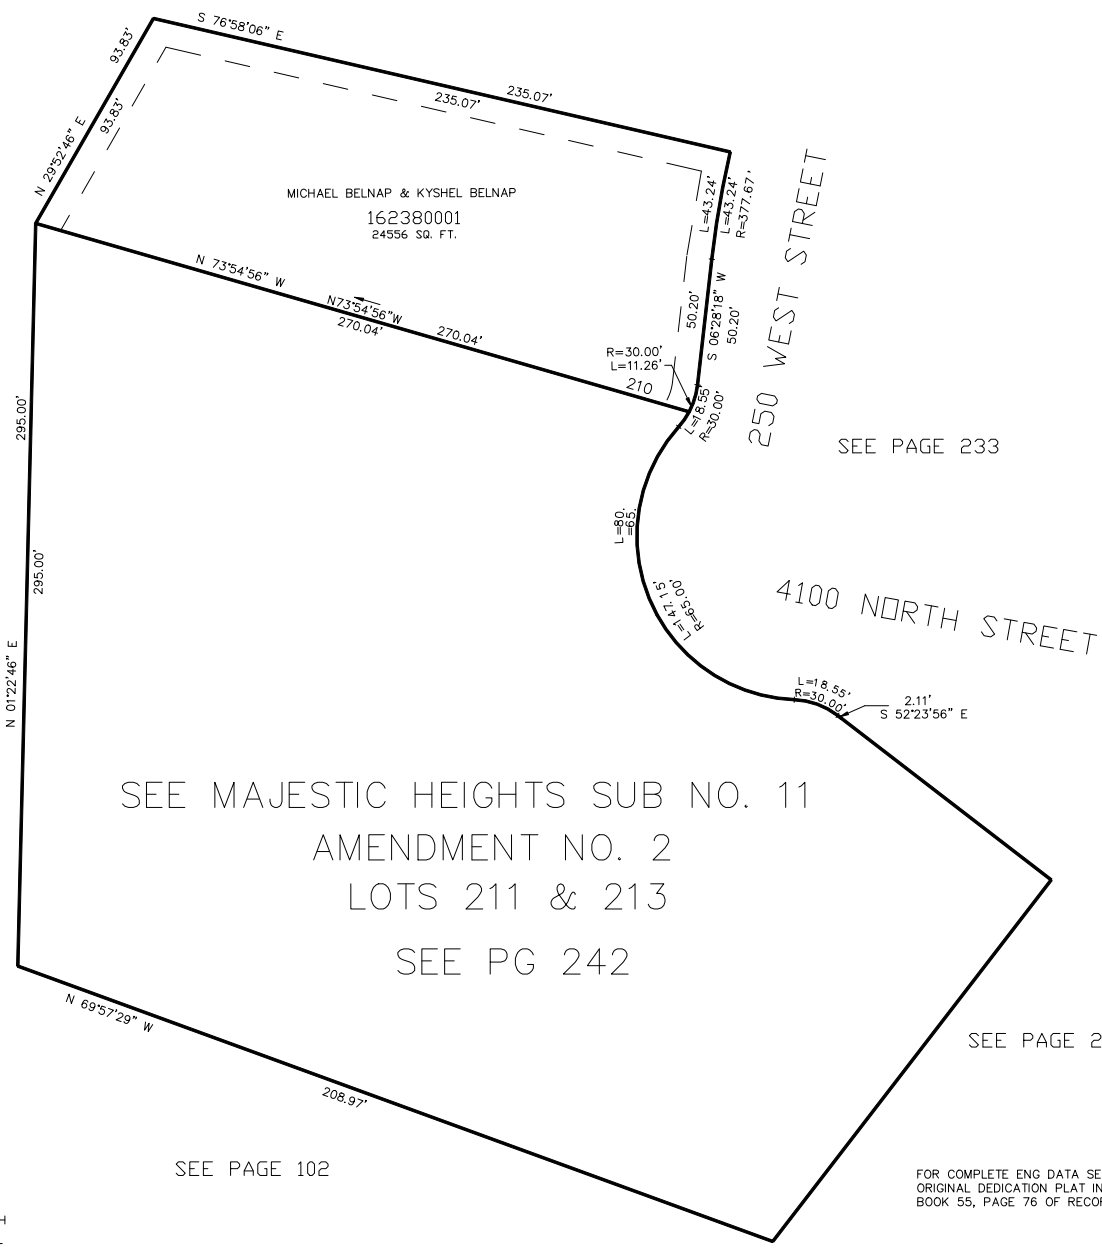 S 76°58'06" E
93.83'
235.07'
235.07'
93.83'
N 29°52'46" E
MICHAEL BELNAP & KYSHEL BELNAP
162380001
24556 SQ. FT.
L=43.24'
L=43.24'
R=377.67'
250 WEST STREET
N 73°54'56" W
N73°54'56"W
270.04'
270.04'
50.20'
S 06°28'18" W
50.20'
R=30.00'
L=11.26'
210
L=18.55'
R=30.00'
295.00'
SEE PAGE 233
L=80.
=65.
295.00'
L=147.15'
R=65.00'
4100 NORTH STREET
N 01°22'46" E
L=18.55'
R=30.00'
2.11'
S 52°23'56" E
SEE MAJESTIC HEIGHTS SUB NO. 11
AMENDMENT NO. 2
LOTS 211 & 213
SEE PG 242
N 69°57'29" W
SEE PAGE 2
208.97'
SEE PAGE 102
FOR COMPLETE ENG DATA SE
ORIGINAL DEDICATION PLAT IN
BOOK 55, PAGE 76 OF RECO
H